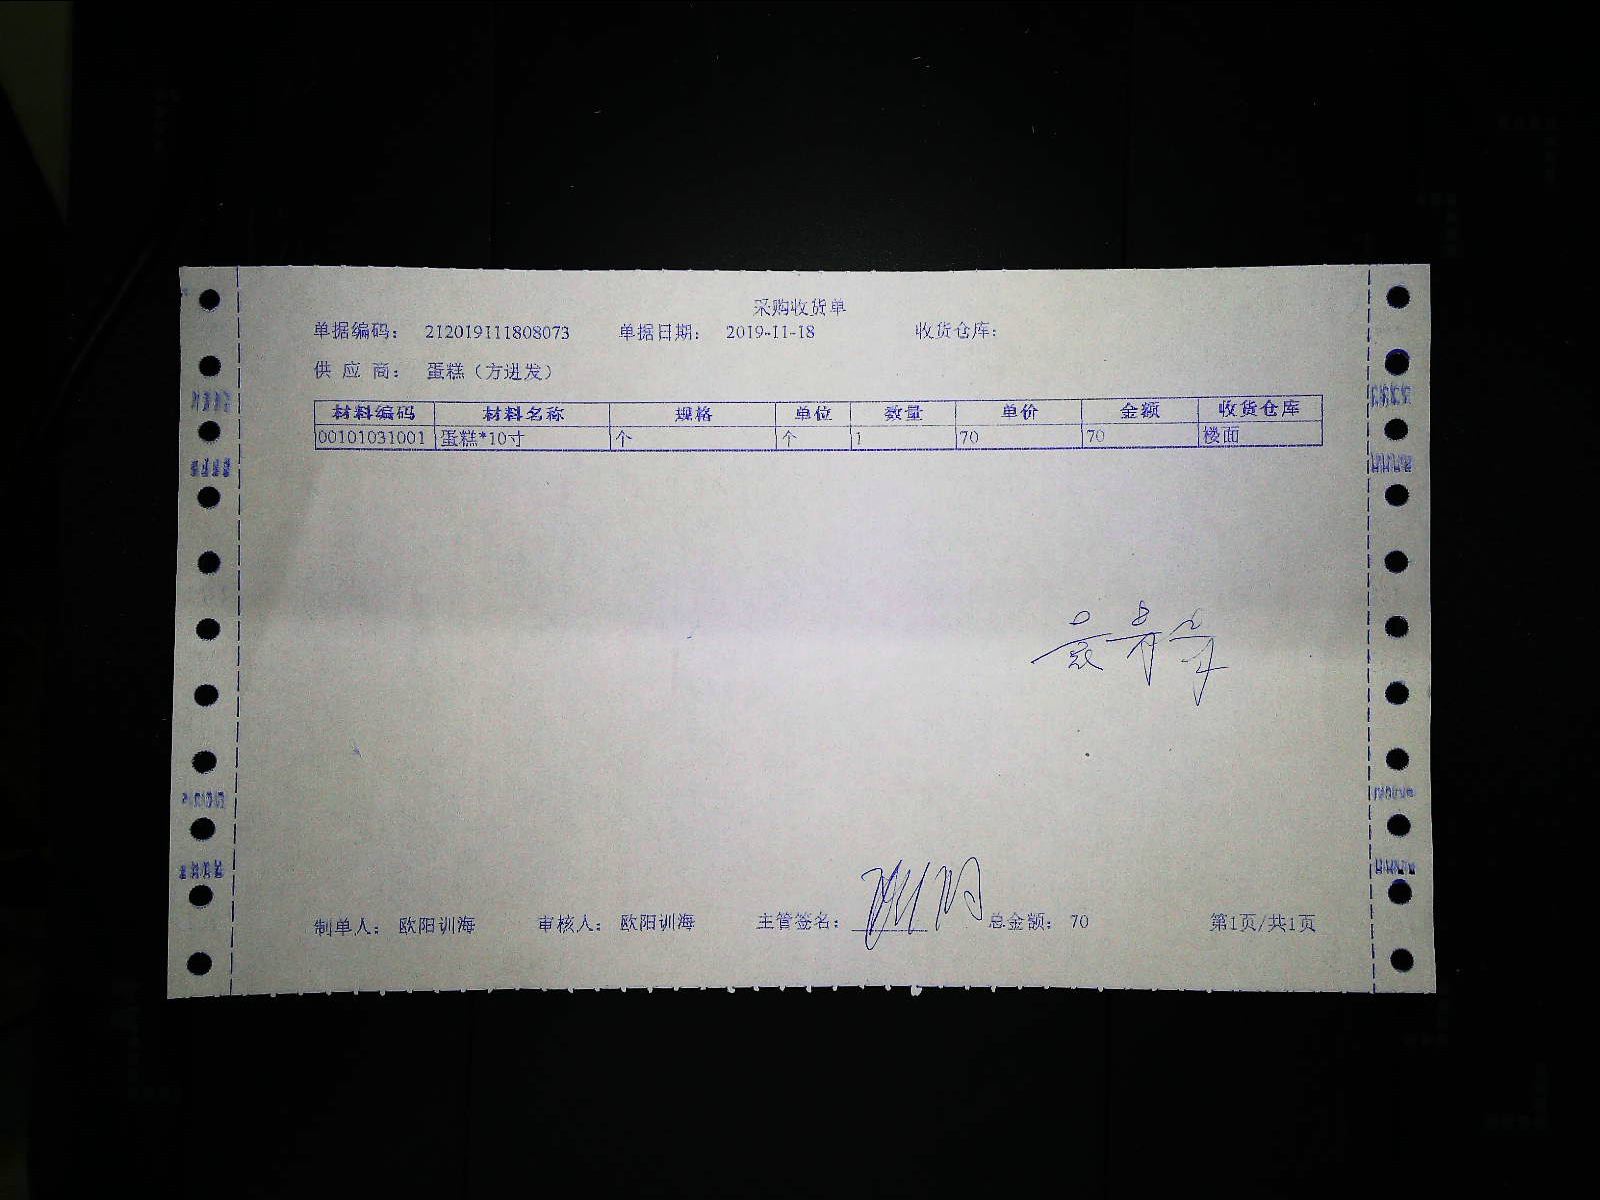 采购收货单
单据编码： 212019111808073 单据日期： 2019-11-18 收货仓库：
供 应 商： 蛋糕（方进发）
材料编码 材料名称 规格 单位 数量 单价 金额 收货仓库
00101031001 蛋糕*10寸 个 个 1 70 70 楼面
制单人： 欧阳训海 审核人： 欧阳训海 主管签名： 总金额： 70 第1页/共1页